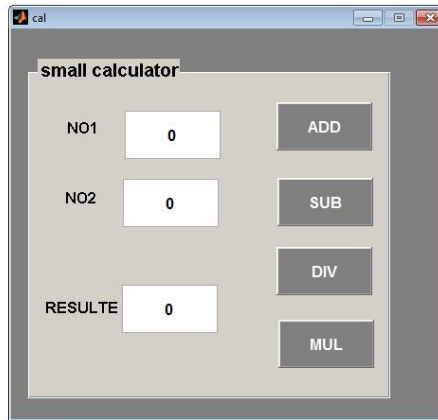 cal
small calculator
NO1
0
ADD
NO2
0
SUB
DIV
RESULTE
0
MUL